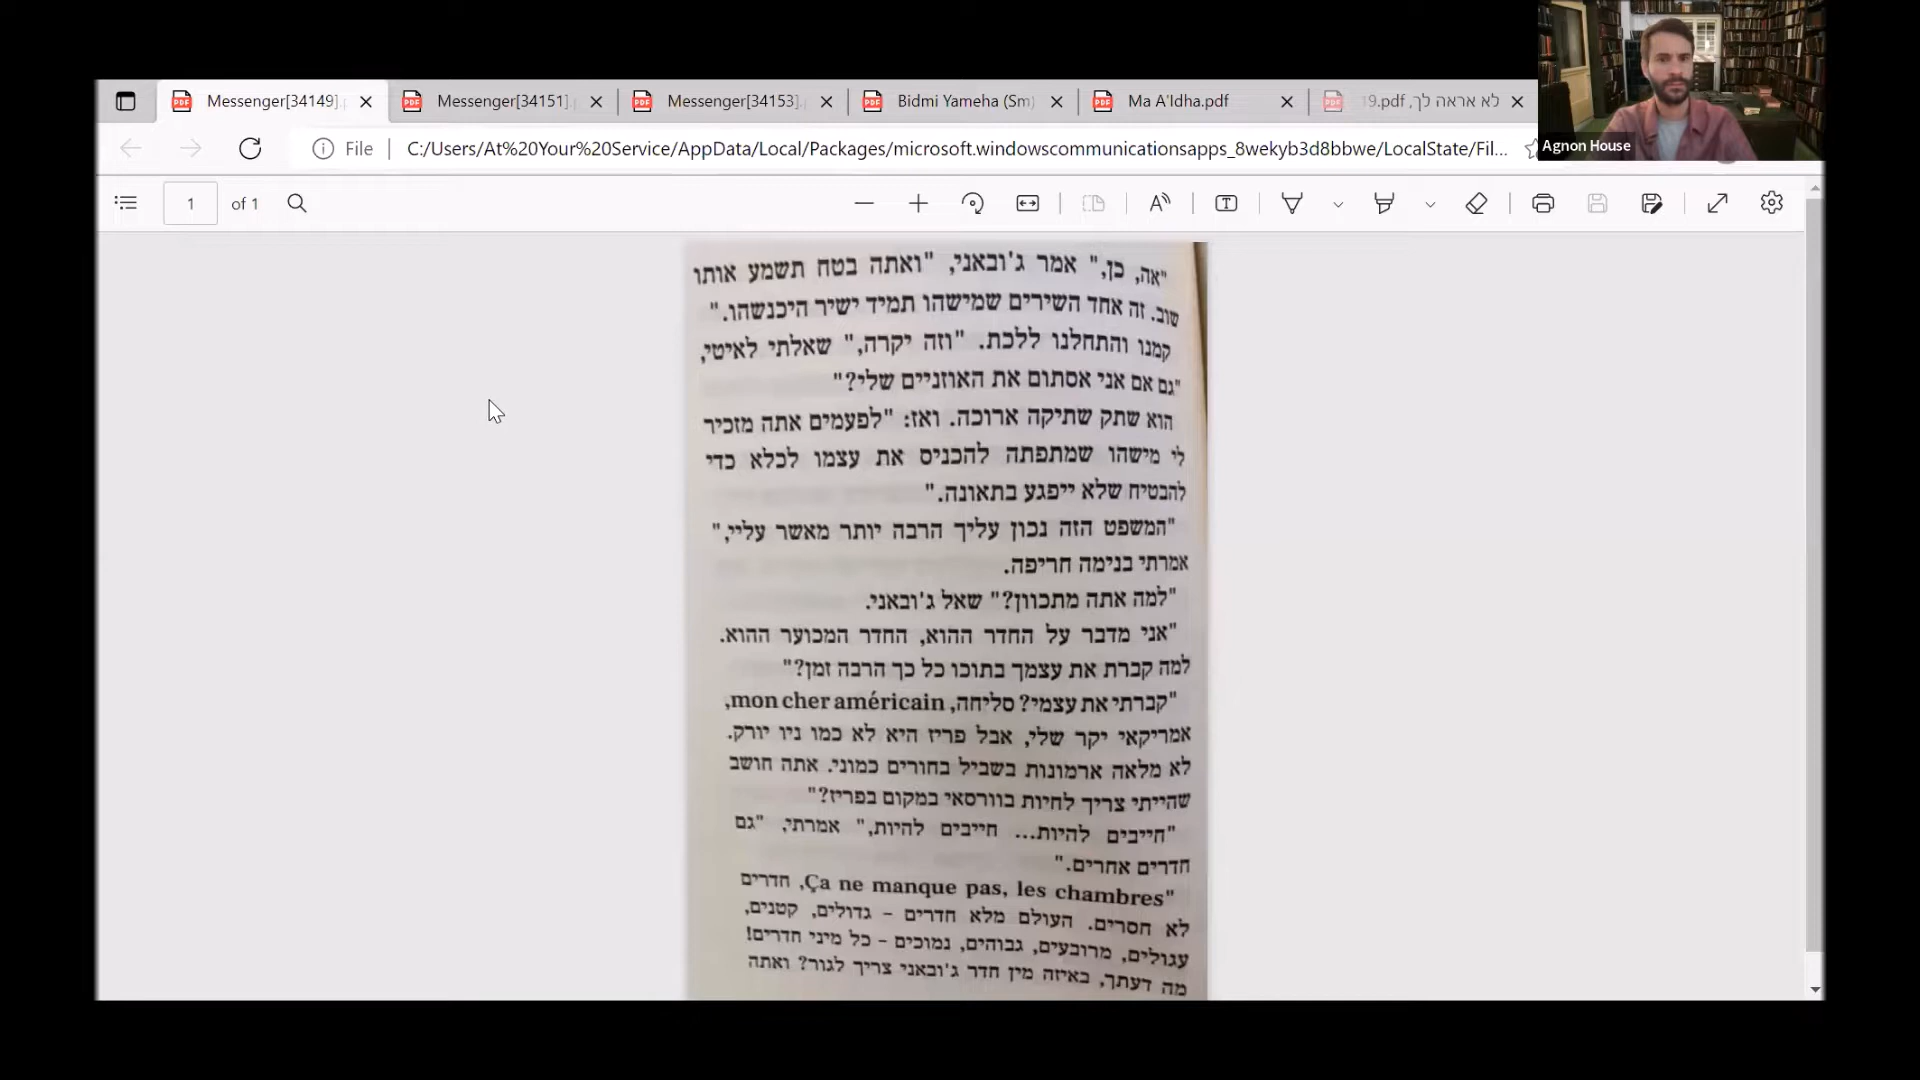 Messenger[34149].
Messenger[34151].
Messenger[34153].
Bidmi Yameha (Sm)
Ma A'Idha.pdf
לא אראה לך, 19.pdf
File
C:/Users/At%20Your%20Service/AppData/Local/Packages/microsoft.windowscommunicationsapps_8wekyb3d8bbwe/LocalState/Fil...
Agnon House
1 of 1
"אה, כן," אמר ג'ובאני, "ואתה בטח תשמע אותו
שוב. זה אחד השירים שמישהו תמיד ישיר היכנשהו."
קמנו והתחלנו ללכת. "וזה יקרה," שאלתי לאיטי,
"גם אם אני אסתום את האוזניים שלי?"
הוא שתק שתיקה ארוכה. ואז: "לפעמים אתה מזכיר
לי מישהו שמתפתה להכניס את עצמו לכלא כדי
להבטיח שלא ייפגע בתאונה."
"המשפט הזה נכון עליך הרבה יותר מאשר עליי,"
אמרתי בנימה חריפה.
"למה אתה מתכוון?" שאל ג'ובאני.
"אני מדבר על החדר ההוא, החדר המכוער ההוא.
למה קברת את עצמך בתוכו כל כך הרבה זמן?"
"קברתי את עצמי? סליחה, mon cher américain,
אמריקאי יקר שלי, אבל פריז היא לא כמו ניו יורק.
לא מלאה ארמונות בשביל בחורים כמוני. אתה חושב
שהייתי צריך לחיות בוורסאי במקום בפריז?"
"חייבים להיות... חייבים להיות," אמרתי, "גם
חדרים אחרים."
"Ça ne manque pas, les chambres, חדרים
לא חסרים. העולם מלא חדרים – גדולים, קטנים,
עגולים, מרובעים, גבוהים, נמוכים – כל מיני חדרים!
מה דעתך, באיזה מין חדר ג'ובאני צריך לגור? ואתה